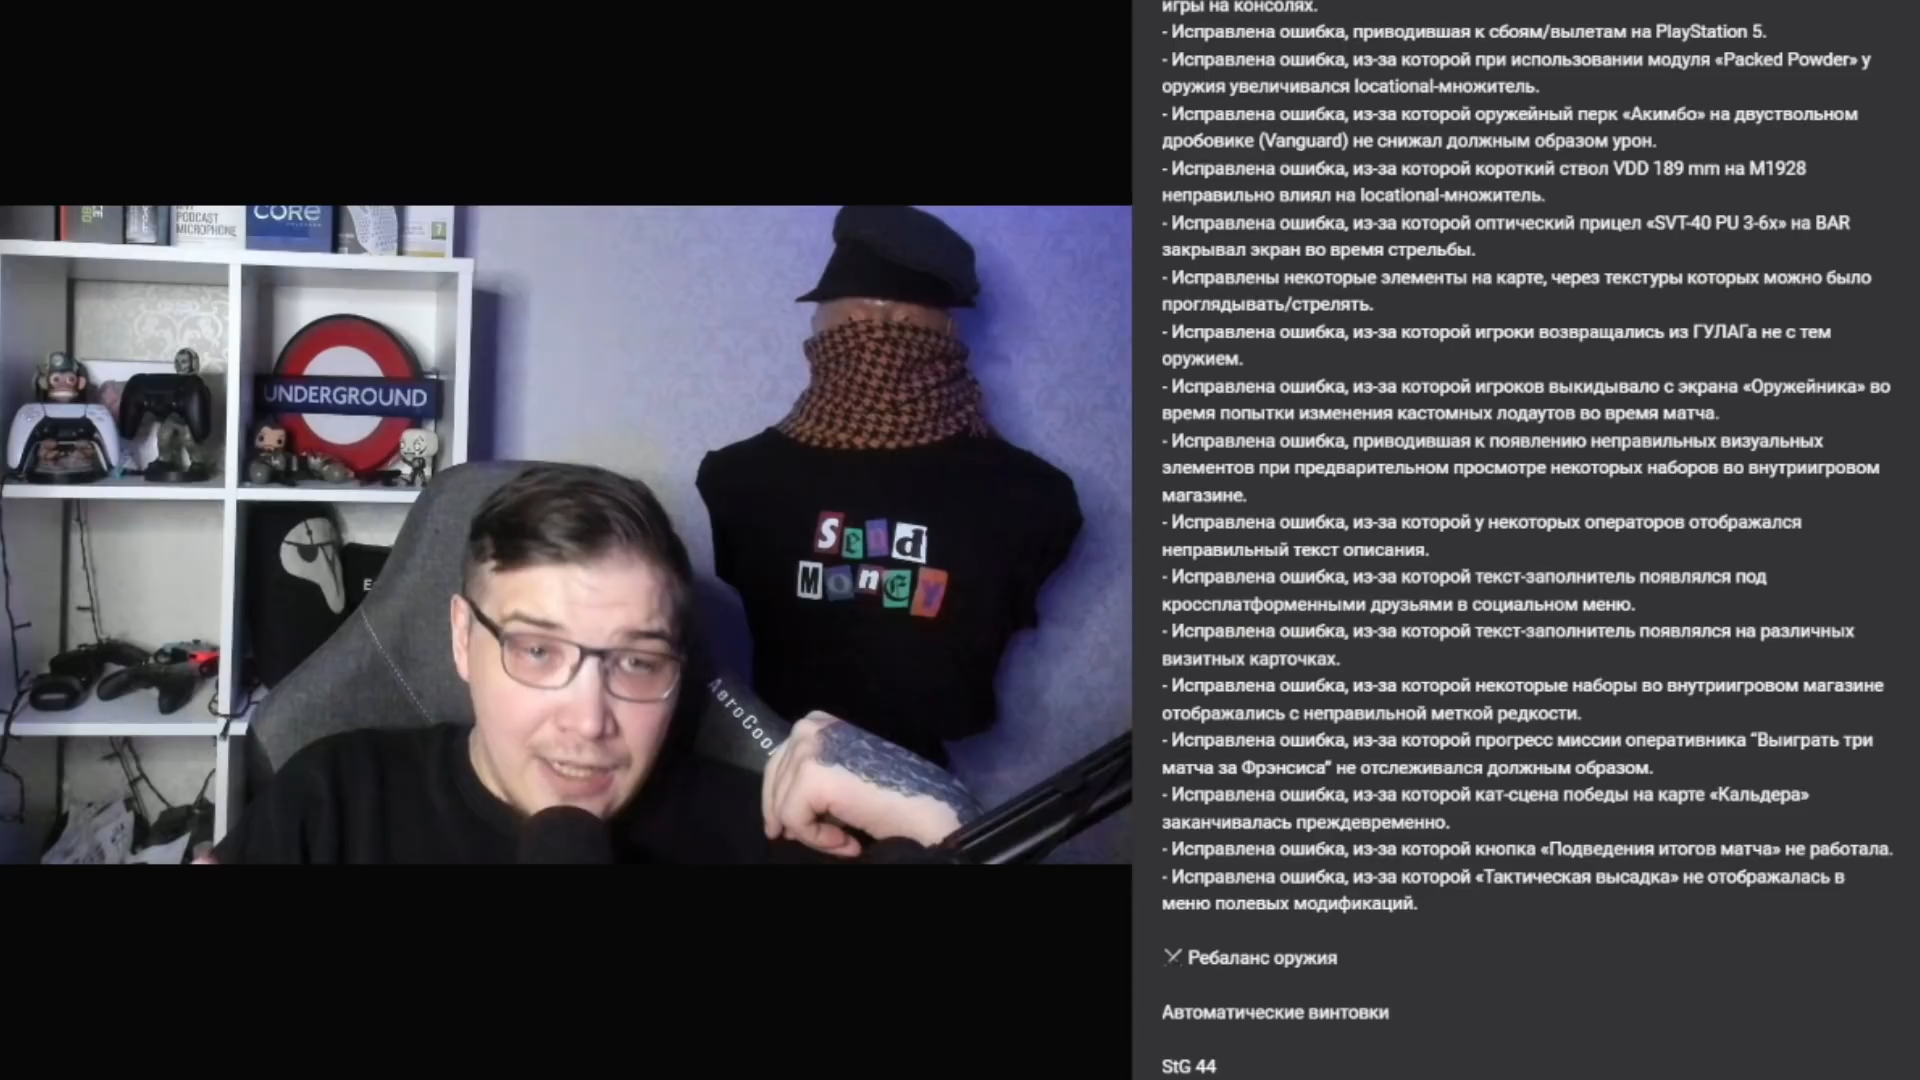 PODCAST
MICROPHONE
CORE
7
UNDERGROUND
Send
Money
AeroCool
игры на консолях.
- Исправлена ошибка, приводившая к сбоям/вылетам на PlayStation 5.
- Исправлена ошибка, из-за которой при использовании модуля «Packed Powder» у
оружия увеличивался locational-множитель.
- Исправлена ошибка, из-за которой оружейный перк «Акимбо» на двуствольном
дробовике (Vanguard) не снижал должным образом урон.
- Исправлена ошибка, из-за которой короткий ствол VDD 189 mm на M1928
неправильно влиял на locational-множитель.
- Исправлена ошибка, из-за которой оптический прицел «SVT-40 PU 3-6x» на BAR
закрывал экран во время стрельбы.
- Исправлены некоторые элементы на карте, через текстуры которых можно было
проглядывать/стрелять.
- Исправлена ошибка, из-за которой игроки возвращались из ГУЛАГа не с тем
оружием.
- Исправлена ошибка, из-за которой игроков выкидывало с экрана «Оружейника» во
время попытки изменения кастомных лодаутов во время матча.
- Исправлена ошибка, приводившая к появлению неправильных визуальных
элементов при предварительном просмотре некоторых наборов во внутриигровом
магазине.
- Исправлена ошибка, из-за которой у некоторых операторов отображался
неправильный текст описания.
- Исправлена ошибка, из-за которой текст-заполнитель появлялся под
кроссплатформенными друзьями в социальном меню.
- Исправлена ошибка, из-за которой текст-заполнитель появлялся на различных
визитных карточках.
- Исправлена ошибка, из-за которой некоторые наборы во внутриигровом магазине
отображались с неправильной меткой редкости.
- Исправлена ошибка, из-за которой прогресс миссии оперативника “Выиграть три
матча за Фрэнсиса” не отслеживался должным образом.
- Исправлена ошибка, из-за которой кат-сцена победы на карте «Кальдера»
заканчивалась преждевременно.
- Исправлена ошибка, из-за которой кнопка «Подведения итогов матча» не работала.
- Исправлена ошибка, из-за которой «Тактическая высадка» не отображалась в
меню полевых модификаций.
Ребаланс оружия
Автоматические винтовки
StG 44